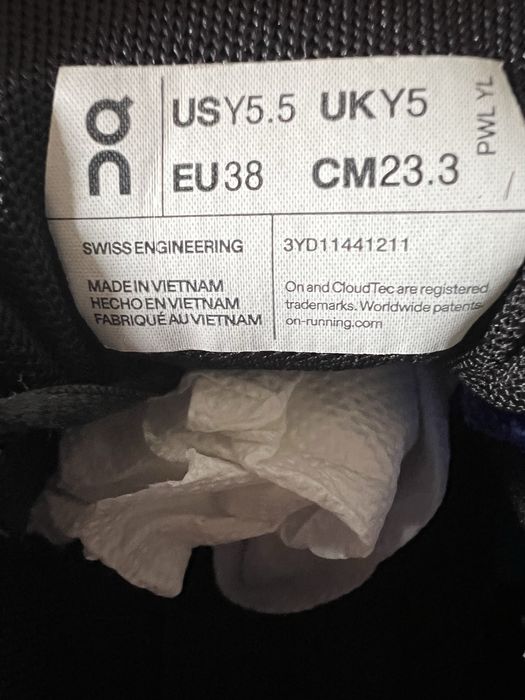 On
USY5.5 UKY5
EU38 CM23.3
PWL YL
SWISS ENGINEERING
3YD11441211
MADE IN VIETNAM
HECHO EN VIETNAM
FABRIQUÉ AU VIETNAM
On and CloudTec are registered
trademarks. Worldwide patents
on-running.com